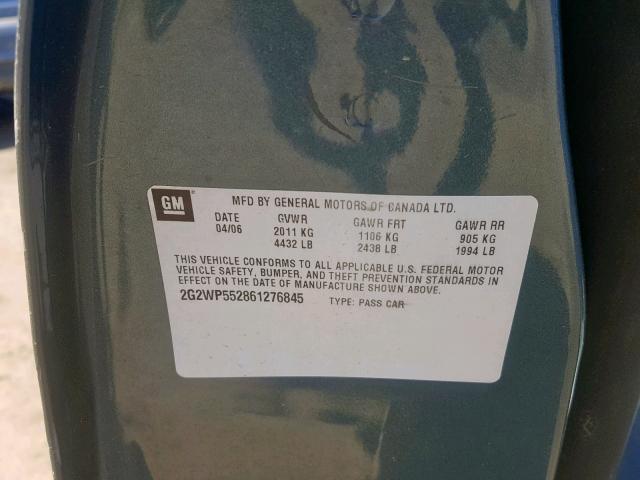 GM MFD BY GENERAL MOTORS OF CANADA LTD.
DATE GVWR GAWR FRT GAWR RR
04/06 2011 KG 1106 KG 905 KG
4432 LB 2438 LB 1994 LB
THIS VEHICLE CONFORMS TO ALL APPLICABLE U.S. FEDERAL MOTOR
VEHICLE SAFETY, BUMPER, AND THEFT PREVENTION STANDARDS IN
EFFECT ON THE DATE OF MANUFACTURE SHOWN ABOVE.
2G2WP552861276845 TYPE: PASS CAR